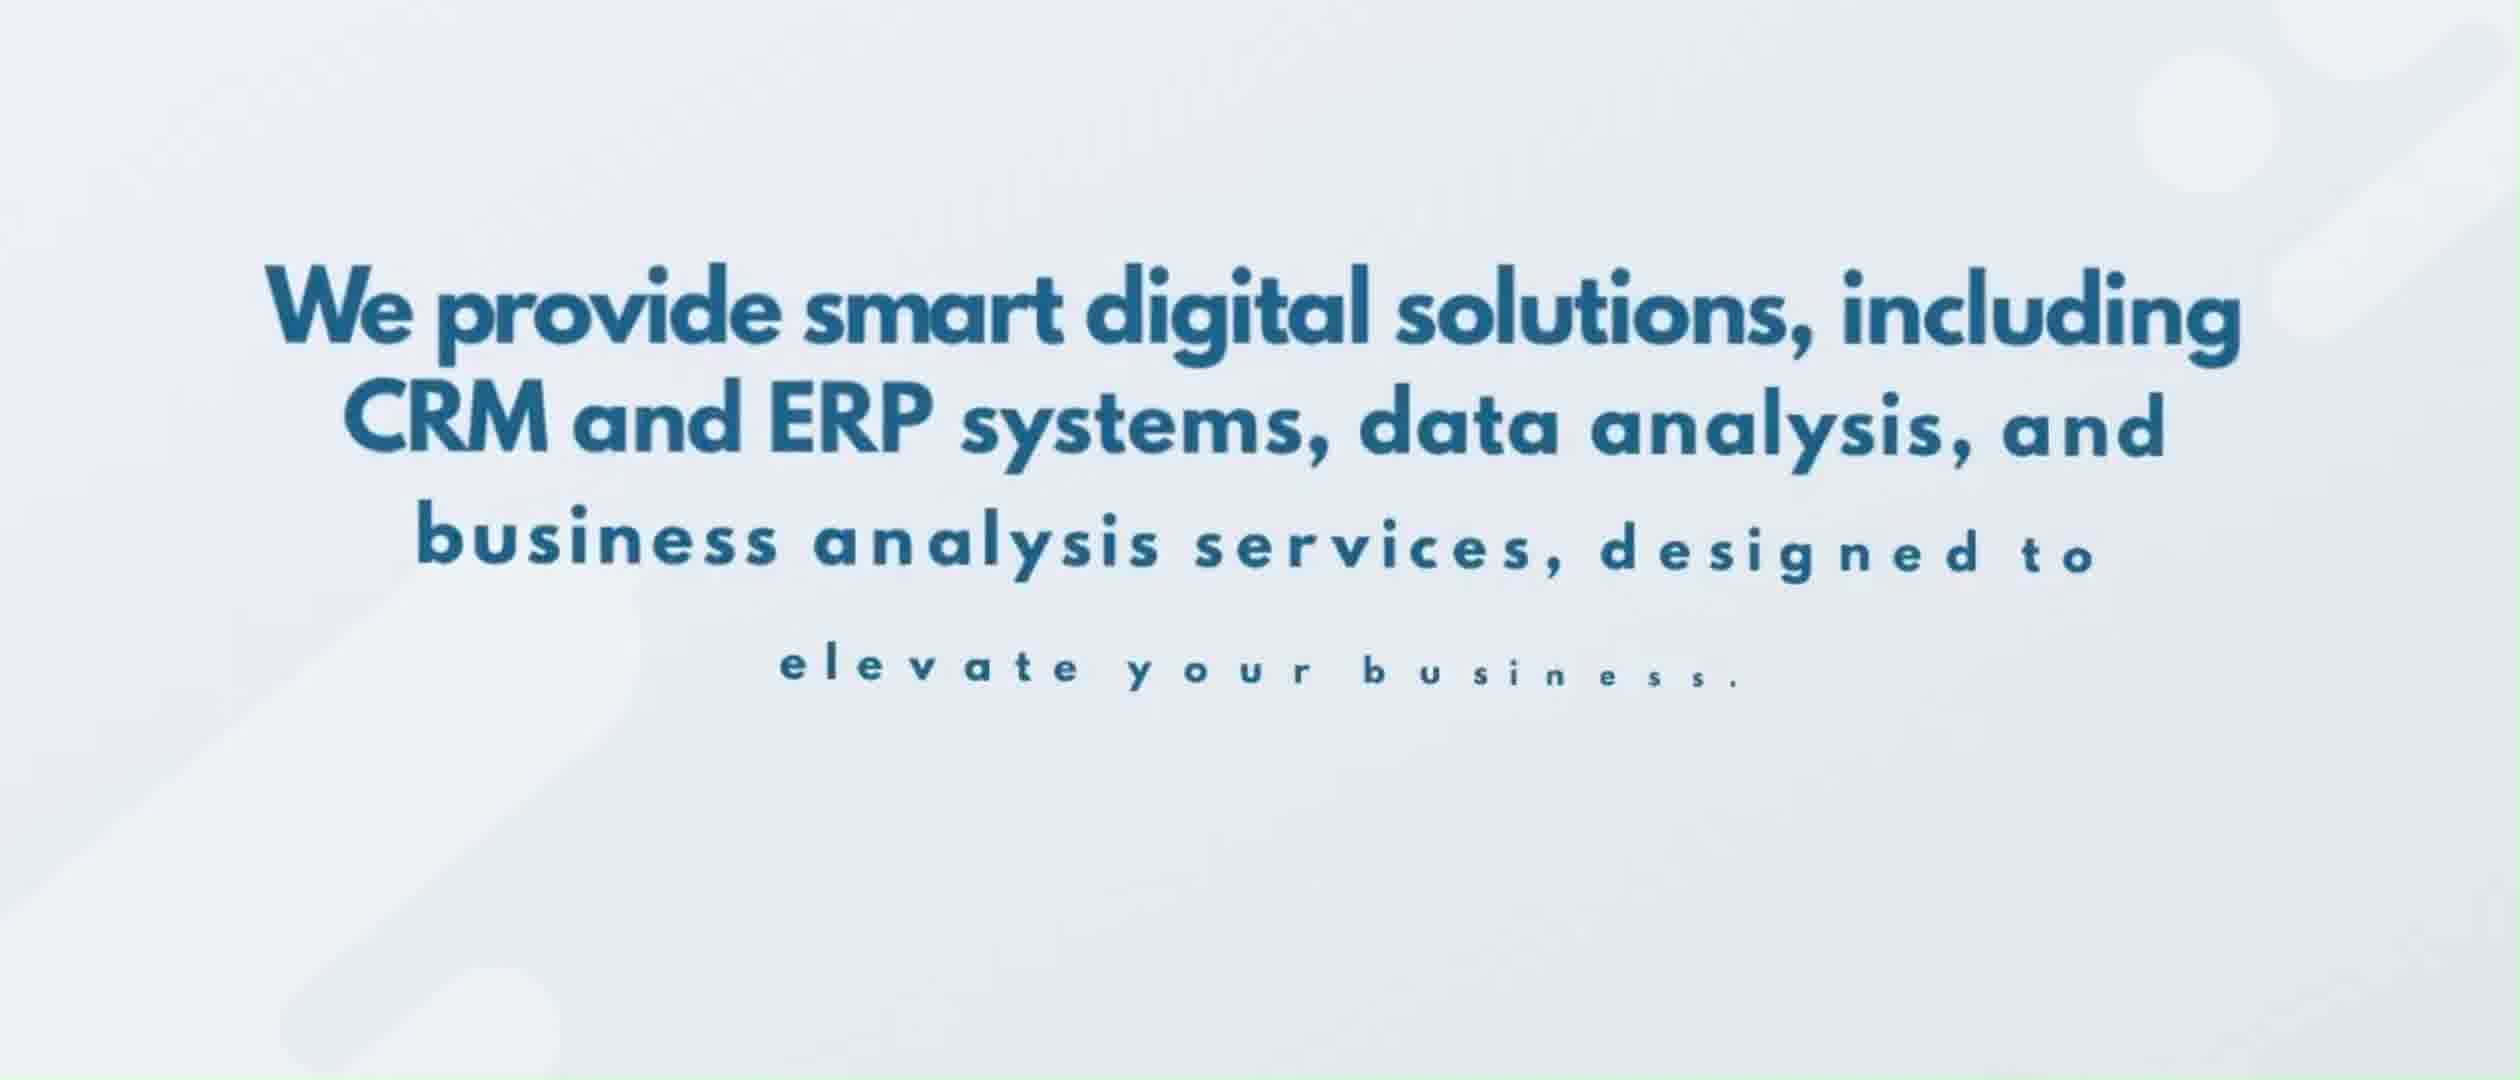 We provide smart digital solutions, including
CRM and ERP systems, data analysis, and
business analysis services, designed to
elevate your business.